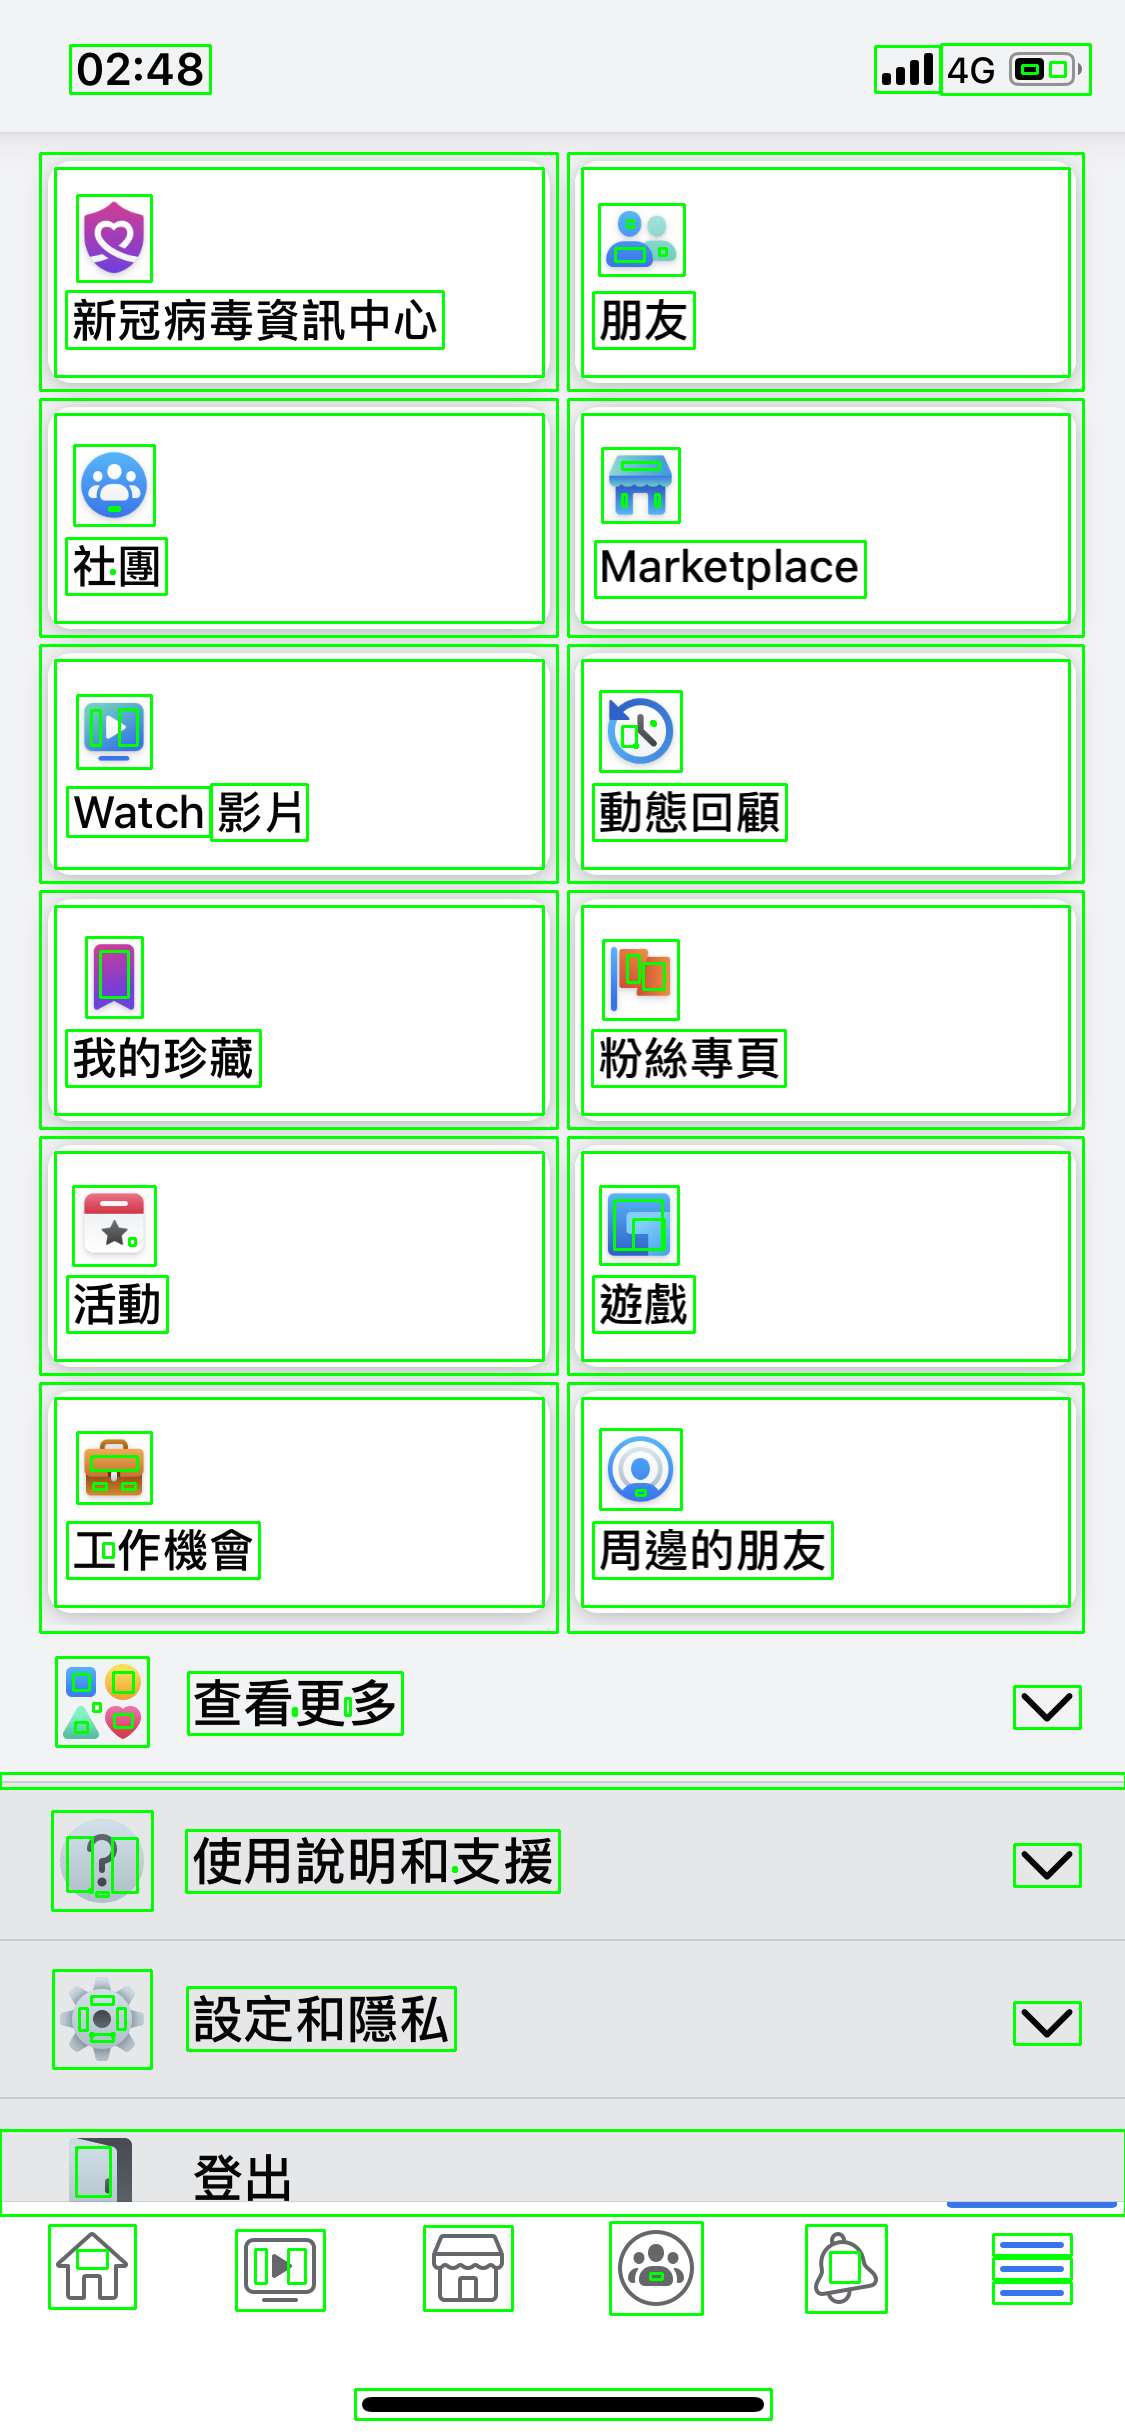 02:48 4G
新冠病毒資訊中心
朋友
社團
Marketplace
Watch 影片
動態回顧
我的珍藏
粉絲專頁
活動
遊戲
工作機會
周邊的朋友
查看更多
使用說明和支援
設定和隱私
登出